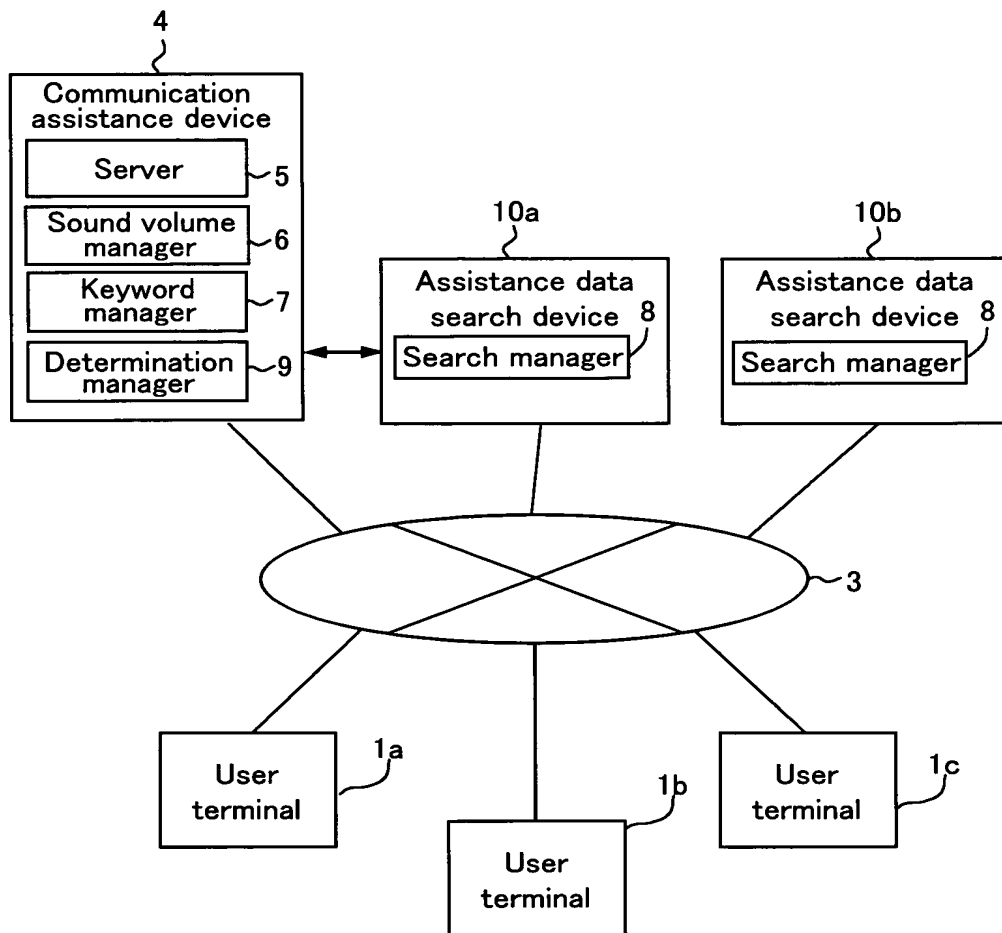 4
Communication
assistance device
Server
5
Sound volume
manager
6
Keyword
manager
7
Determination
manager
9
10a
Assistance data
search device
8
Search manager
10b
Assistance data
search device
8
Search manager
3
1a
User
terminal
1b
User
terminal
1c
User
terminal